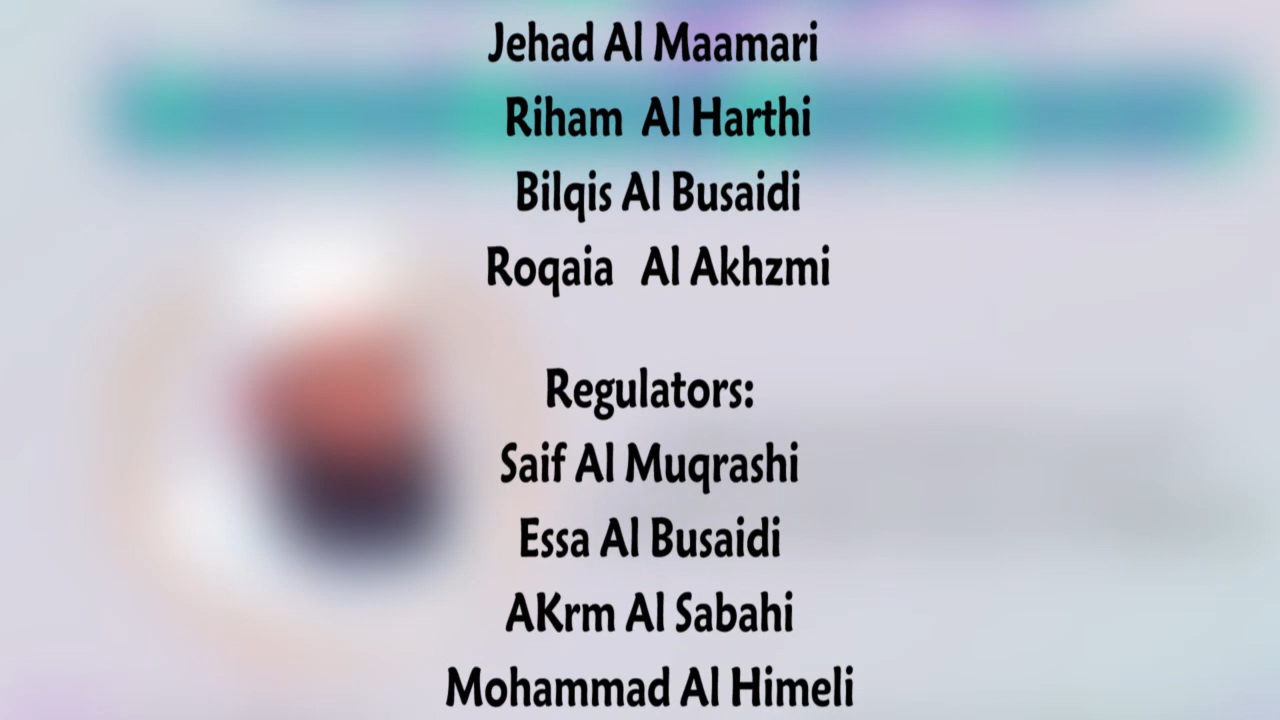 Jehad Al Maamari
Riham Al Harthi
Bilqis Al Busaidi
Roqaia Al Akhzmi
Regulators:
Saif Al Muqrashi
Essa Al Busaidi
AKrm Al Sabahi
Mohammad Al Himeli